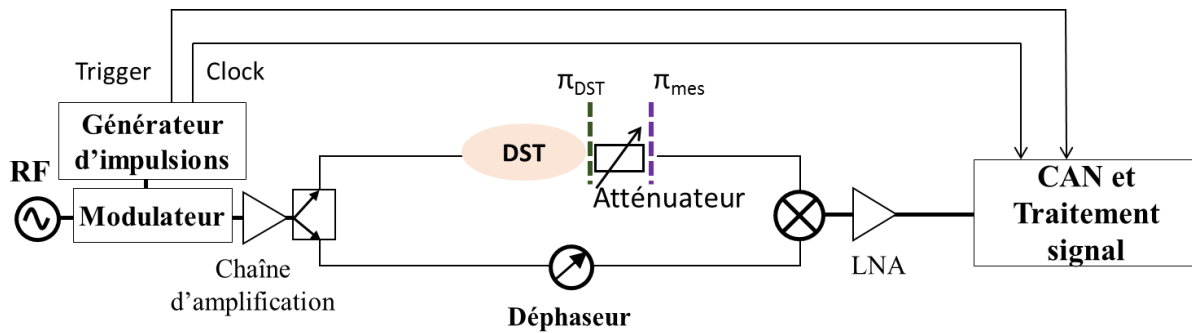 Trigger
Clock
Générateur
d'impulsions
RF
Modulateur
Chaîne
d'amplification
DST
π_DST
π_mes
Atténuateur
Déphaseur
LNA
CAN et
Traitement
signal